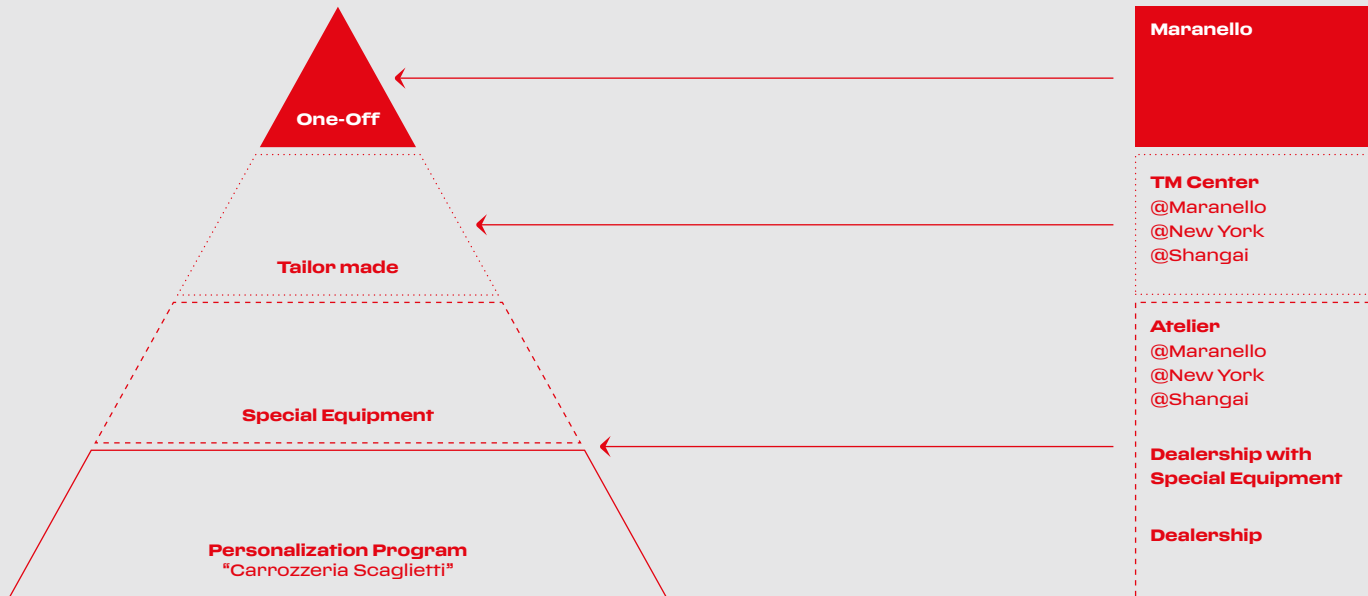 One-Off
Tailor made
Special Equipment
Personalization Program
“Carrozzeria Scaglietti”
Maranello
TM Center
@Maranello
@New York
@Shangai
Atelier
@Maranello
@New York
@Shangai
Dealership with
Special Equipment
Dealership